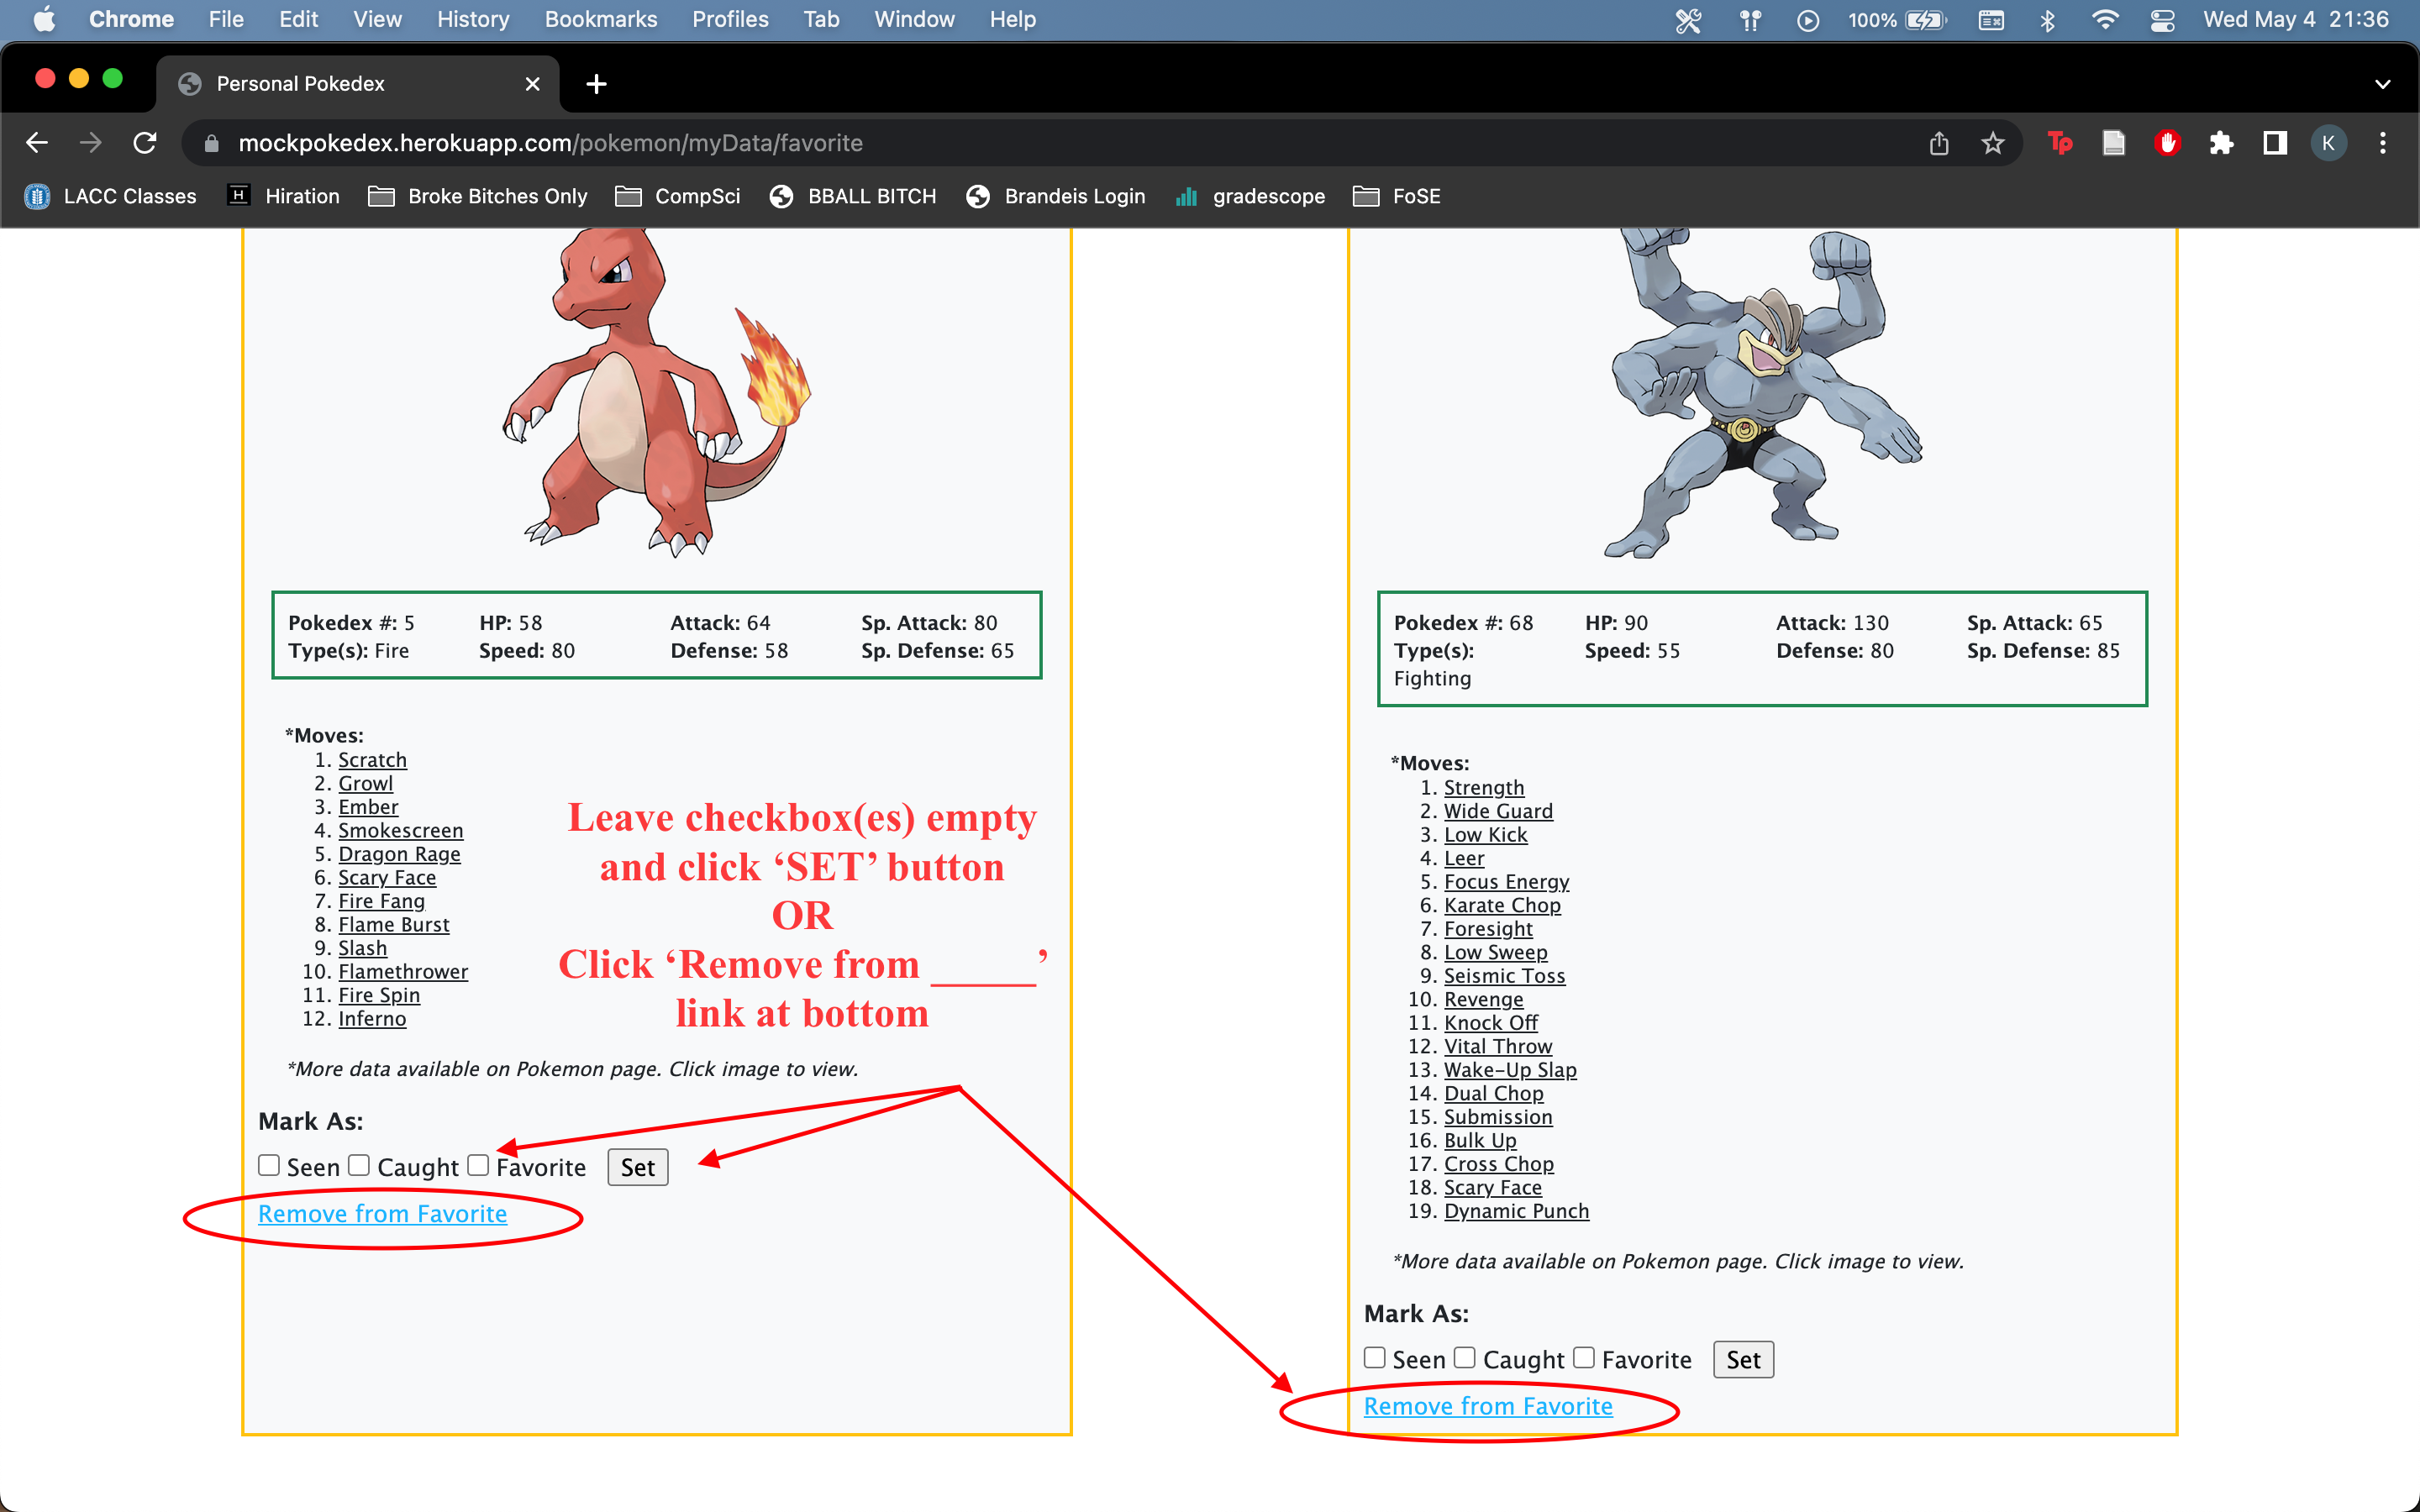 Chrome File Edit View History Bookmarks Profiles Tab Window Help 100% Wed May 4 21:36
Personal Pokedex
mockpokedex.herokuapp.com/pokemon/myData/favorite Tp K
LACC Classes H Hiration Broke Bitches Only CompSci BBALL BITCH Brandeis Login gradescope FoSE
Pokedex #: 5 HP: 58 Attack: 64 Sp. Attack: 80
Type(s): Fire Speed: 80 Defense: 58 Sp. Defense: 65
*Moves:
1. Scratch
2. Growl
3. Ember
4. Smokescreen
5. Dragon Rage
6. Scary Face
7. Fire Fang
8. Flame Burst
9. Slash
10. Flamethrower
11. Fire Spin
12. Inferno
Leave checkbox(es) empty
and click ‘SET’ button
OR
Click ‘Remove from _____’
link at bottom
*More data available on Pokemon page. Click image to view.
Mark As:
Seen Caught Favorite Set
Remove from Favorite
Pokedex #: 68 HP: 90 Attack: 130 Sp. Attack: 65
Type(s): Speed: 55 Defense: 80 Sp. Defense: 85
Fighting
*Moves:
1. Strength
2. Wide Guard
3. Low Kick
4. Leer
5. Focus Energy
6. Karate Chop
7. Foresight
8. Low Sweep
9. Seismic Toss
10. Revenge
11. Knock Off
12. Vital Throw
13. Wake-Up Slap
14. Dual Chop
15. Submission
16. Bulk Up
17. Cross Chop
18. Scary Face
19. Dynamic Punch
*More data available on Pokemon page. Click image to view.
Mark As:
Seen Caught Favorite Set
Remove from Favorite